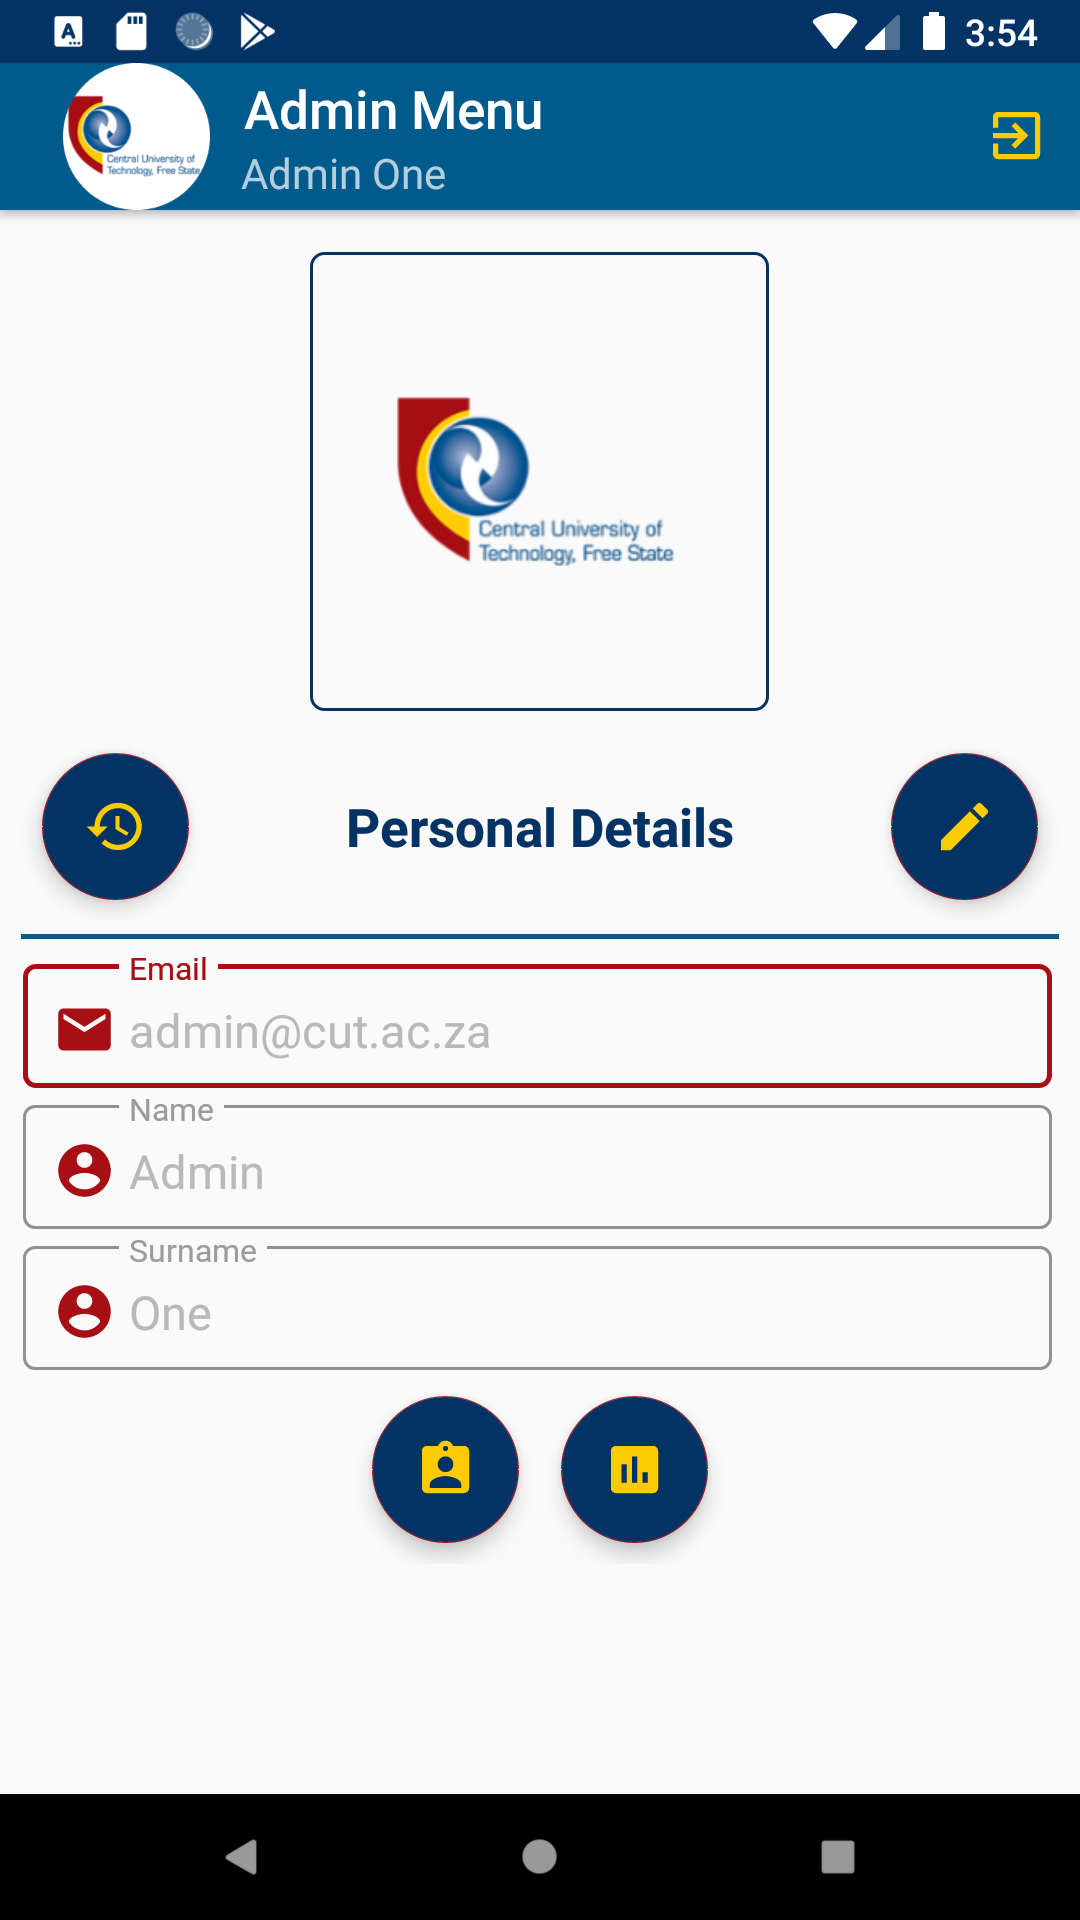 3:54
Central University of
Technology, Free State
Admin Menu
Admin One
Central University of
Technology, Free State
Personal Details
Email
admin@cut.ac.za
Name
Admin
Surname
One